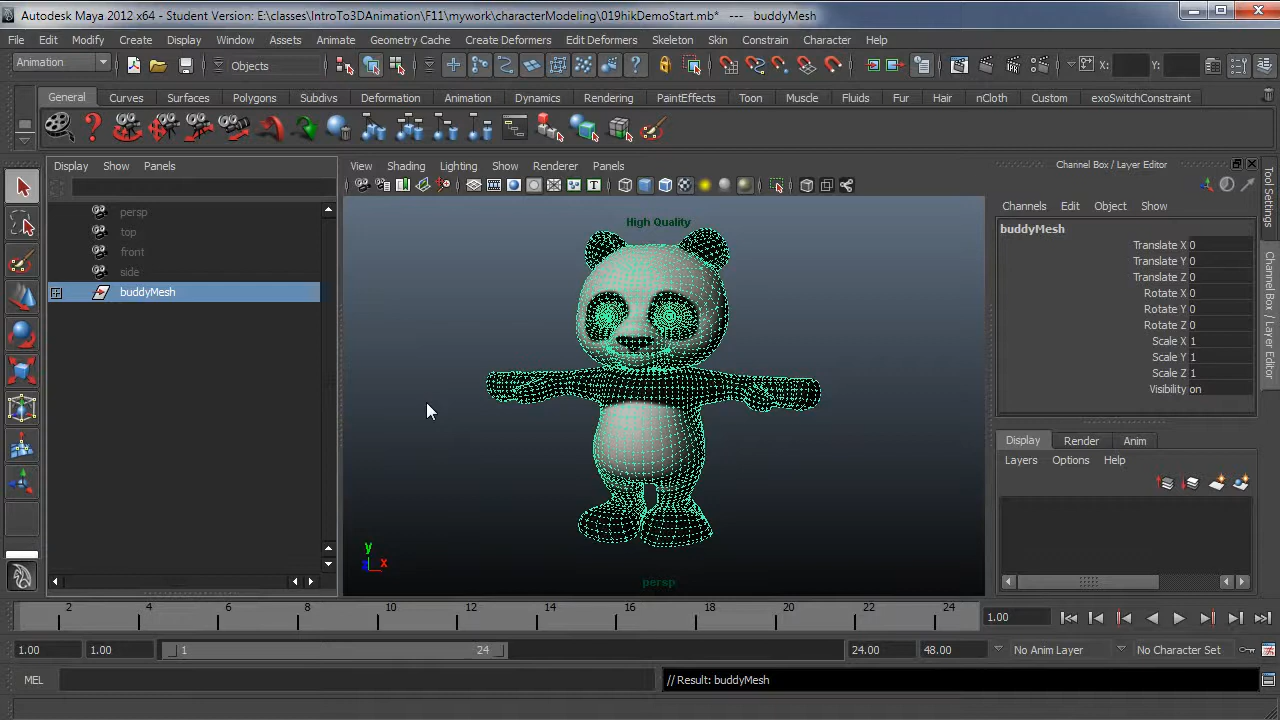 Autodesk Maya 2012 x64 - Student Version: E:\classes\IntroTo3DAnimation\F11\mywork\characterModeling\019hikDemoStart.mb* --- buddyMesh
File Edit Modify Create Display Window Assets Animate Geometry Cache Create Deformers Edit Deformers Skeleton Skin Constrain Character Help
Animation Objects X: Y:
General Curves Surfaces Polygons Subdivs Deformation Animation Dynamics Rendering PaintEffects Toon Muscle Fluids Fur Hair nCloth Custom exoSwitchConstraint
Display Show Panels
View Shading Lighting Show Renderer Panels
Channel Box / Layer Editor
Tool Settings
Channel Box / Layer Editor
persp
top
front
side
buddyMesh
High Quality
y
x
persp
Channels Edit Object Show
buddyMesh
Translate X 0
Translate Y 0
Translate Z 0
Rotate X 0
Rotate Y 0
Rotate Z 0
Scale X 1
Scale Y 1
Scale Z 1
Visibility on
Display Render Anim
Layers Options Help
2 4 6 8 10 12 14 16 18 20 22 24
1.00
1.00 1.00 1 24 24.00 48.00 No Anim Layer No Character Set
MEL // Result: buddyMesh